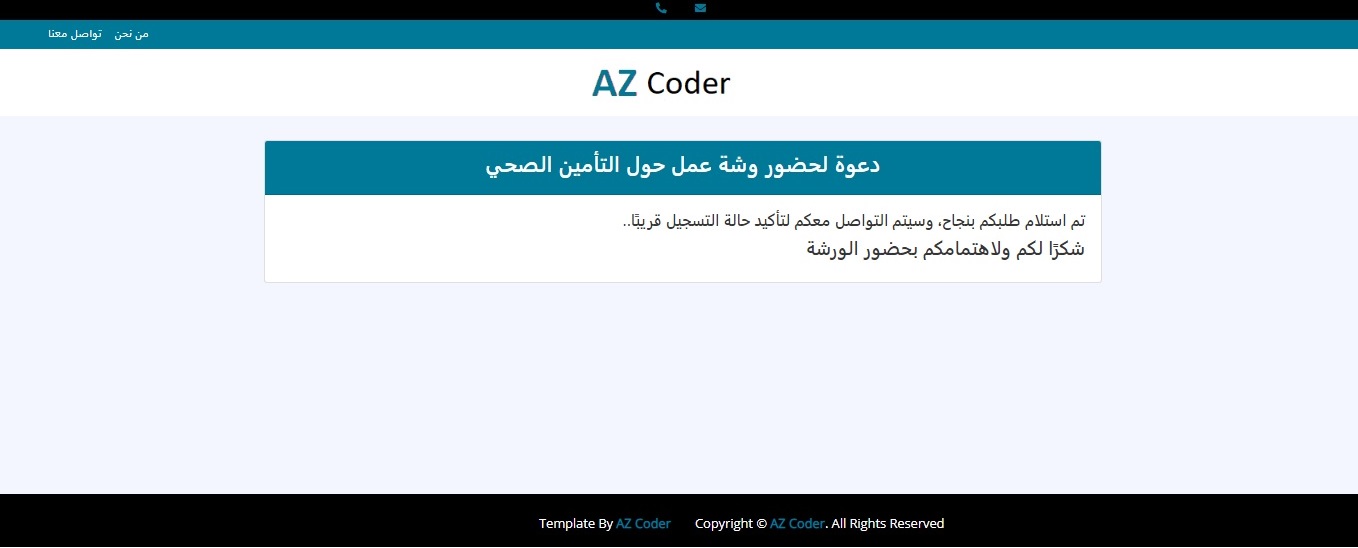 من نحن
تواصل معنا
AZ Coder
دعوة لحضور وشة عمل حول التأمين الصحي
تم استلام طلبكم بنجاح، وسيتم التواصل معكم لتأكيد حالة التسجيل قريبًا..
شكرًا لكم ولاهتمامكم بحضور الورشة
Template By AZ Coder
Copyright © AZ Coder. All Rights Reserved